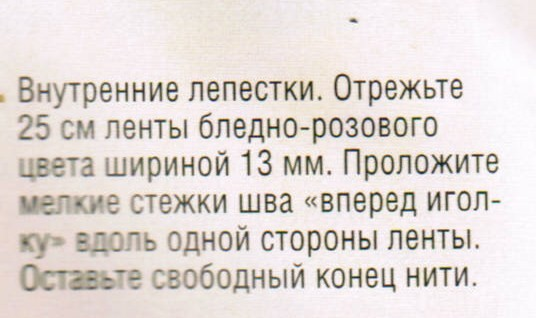 Внутренние лепестки. Отрежьте
25 см ленты бледно-розового
цвета шириной 13 мм. Проложите
мелкие стежки шва «вперед игол-
ку» вдоль одной стороны ленты.
Оставьте свободный конец нити.